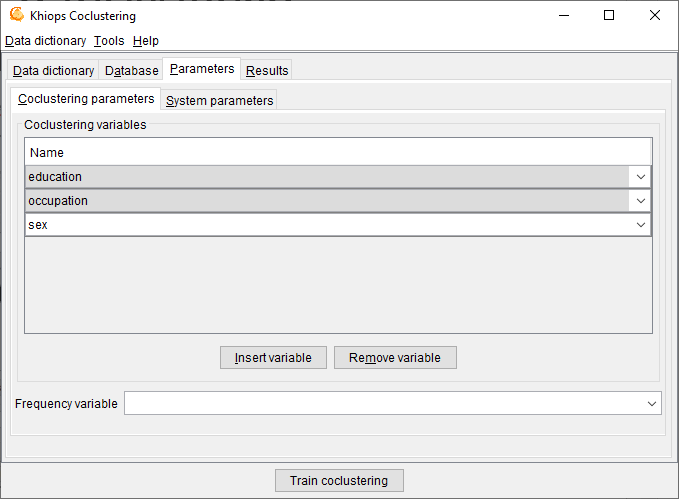 Khiops Coclustering
Data dictionary Tools Help
Data dictionary Database Parameters Results
Coclustering parameters System parameters
Coclustering variables
Name
education
occupation
sex
Insert variable Remove variable
Frequency variable
Train coclustering